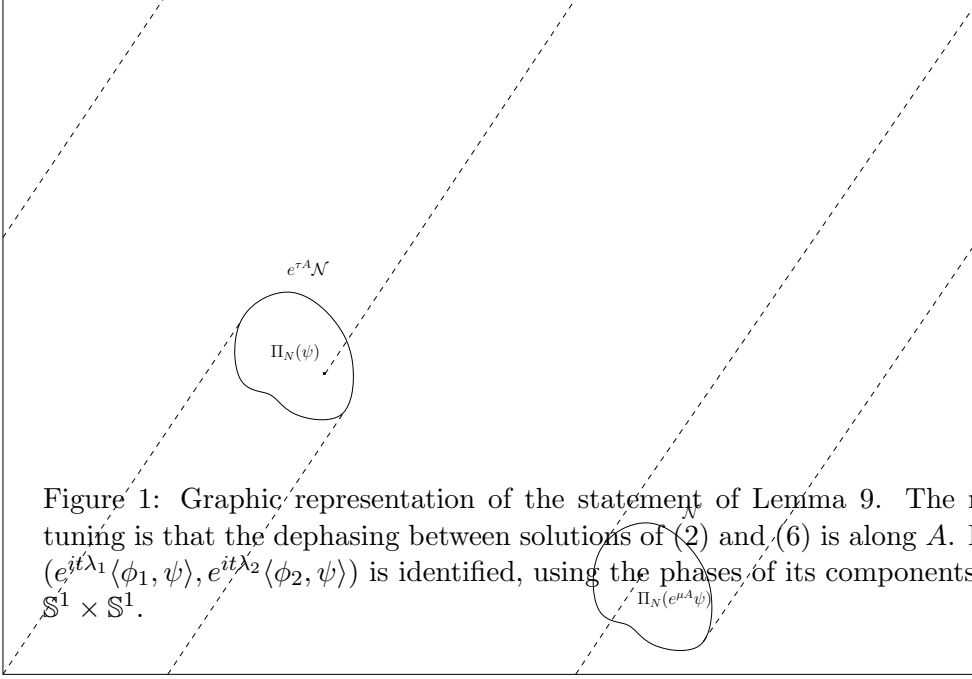 e^{τA}𝒩
Π_N(ψ)
Figure 1: Graphic representation of the statement of Lemma 9. The
𝒩
tuning is that the dephasing between solutions of (2) and (6) is along A.
(e^{itλ_1}⟨ϕ_1, ψ⟩, e^{itλ_2}⟨ϕ_2, ψ⟩) is identified, using the phases of its components
Π_N(e^{μA}ψ)
𝕊^1 × 𝕊^1.